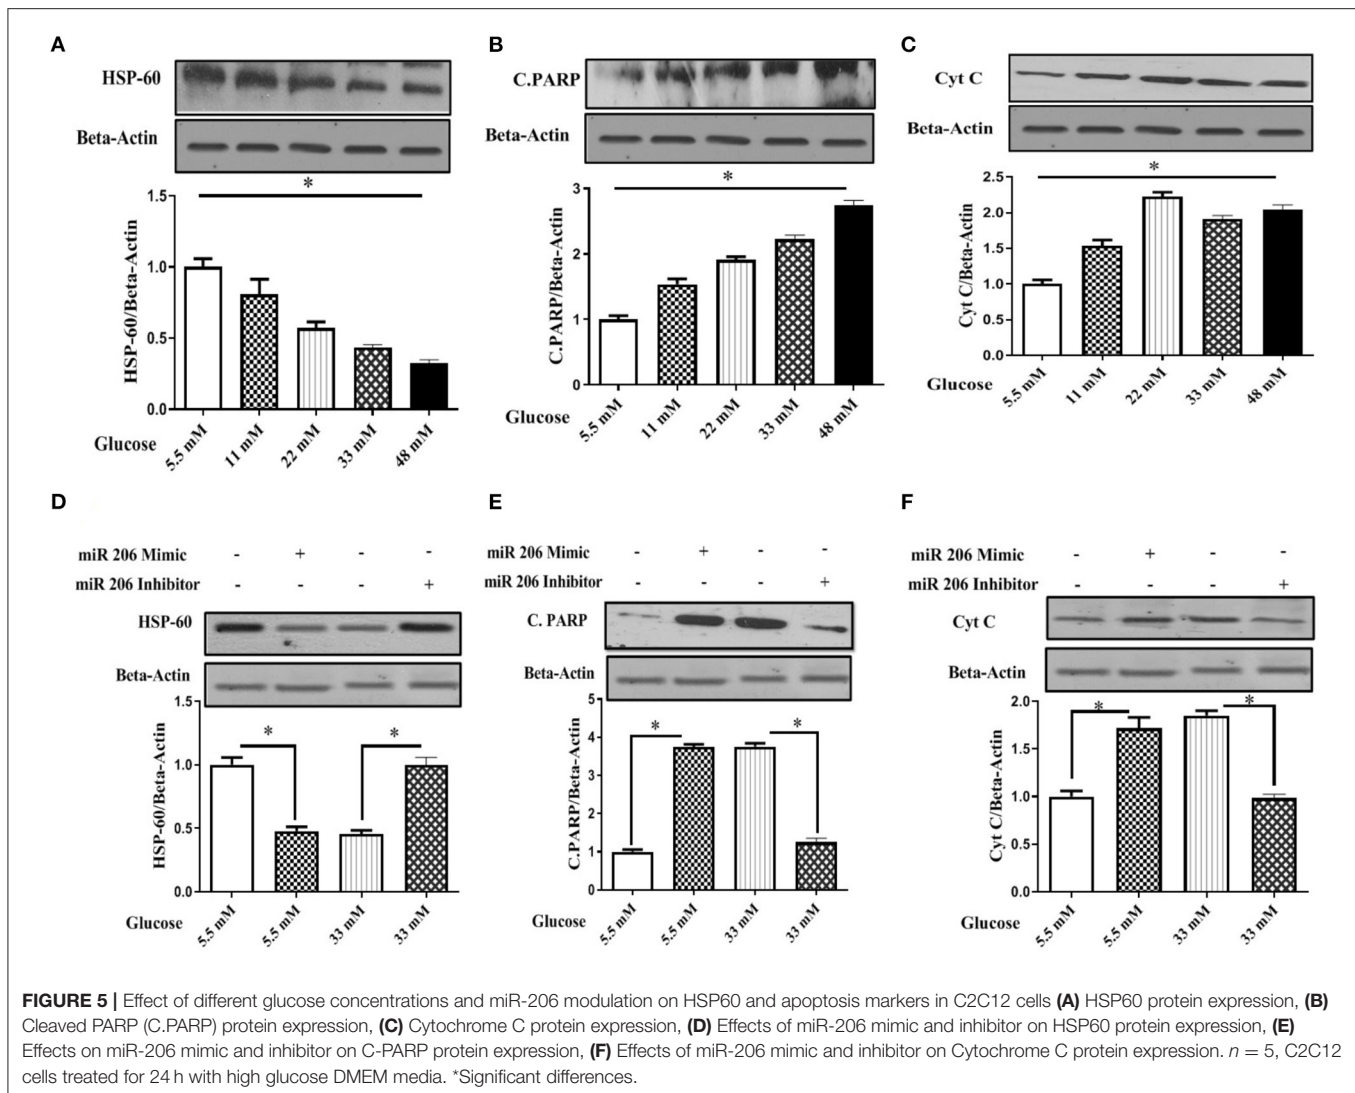 A
HSP-60
Beta-Actin
*
HSP-60/Beta-Actin
1.5
1.0
0.5
0.0
Glucose
5.5 mM
11 mM
22 mM
33 mM
48 mM
B
C.PARP
Beta-Actin
*
C.PARP/Beta-Actin
3
2
1
0
Glucose
5.5 mM
11 mM
22 mM
33 mM
48 mM
C
Cyt C
Beta-Actin
*
Cyt C/Beta-Actin
2.5
2.0
1.5
1.0
0.5
0.0
Glucose
5.5 mM
11 mM
22 mM
33 mM
48 mM
D
miR 206 Mimic - + - -
miR 206 Inhibitor - - - +
HSP-60
Beta-Actin
* *
HSP-60/Beta-Actin
1.5
1.0
0.5
0.0
Glucose
5.5 mM
5.5 mM
33 mM
33 mM
E
miR 206 Mimic - + - -
miR 206 Inhibitor - - - +
C. PARP
Beta-Actin
* *
C.PARP/Beta-Actin
5
4
3
2
1
0
Glucose
5.5 mM
5.5 mM
33 mM
33 mM
F
miR 206 Mimic - + - -
miR 206 Inhibitor - - - +
Cyt C
Beta-Actin
* *
Cyt C/Beta-Actin
2.0
1.5
1.0
0.5
0.0
Glucose
5.5 mM
5.5 mM
33 mM
33 mM
FIGURE 5 | Effect of different glucose concentrations and miR-206 modulation on HSP60 and apoptosis markers in C2C12 cells (A) HSP60 protein expression, (B)
Cleaved PARP (C.PARP) protein expression, (C) Cytochrome C protein expression, (D) Effects of miR-206 mimic and inhibitor on HSP60 protein expression, (E)
Effects on miR-206 mimic and inhibitor on C-PARP protein expression, (F) Effects of miR-206 mimic and inhibitor on Cytochrome C protein expression. n = 5, C2C12
cells treated for 24 h with high glucose DMEM media. *Significant differences.